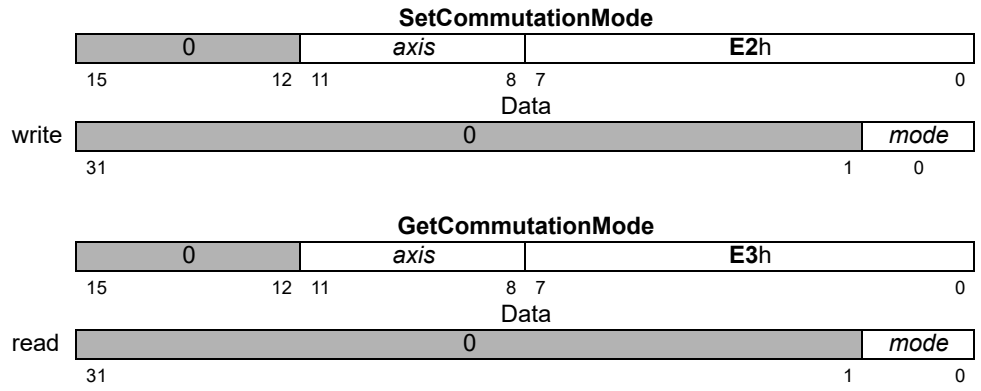 SetCommutationMode
0 axis E2h
15 12 11 8 7 0
Data
write 0 mode
31 1 0
GetCommutationMode
0 axis E3h
15 12 11 8 7 0
Data
read 0 mode
31 1 0